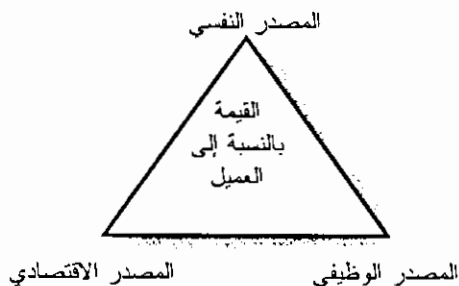 المصدر النفسي
القيمة
بالنسبة إلى
العميل
المصدر الوظيفي
المصدر الاقتصادي